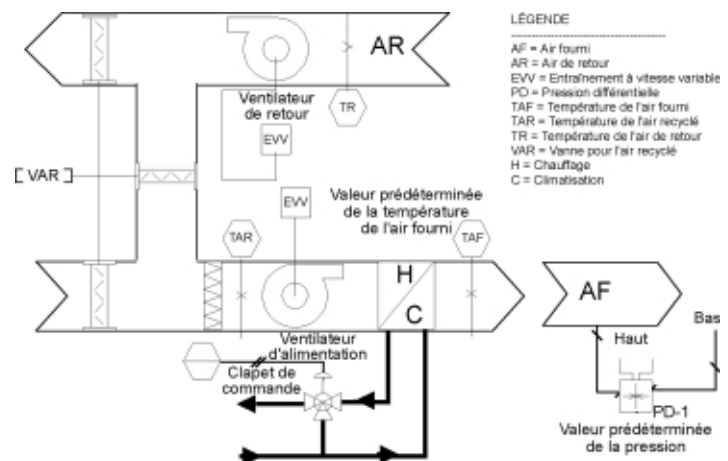 AR
Ventilateur
de retour
TR
EVV
[ VAR ]
EVV
Valeur prédéterminée
de la température
de l'air fourni
TAR
TAF
H
C
Ventilateur
d'alimentation
Clapet de
commande
LÉGENDE
AF = Air fourni
AR = Air de retour
EVV = Entraînement à vitesse variable
PD = Pression différentielle
TAF = Température de l'air fourni
TAR = Température de l'air recyclé
TR = Température de l'air de retour
VAR = Vanne pour l'air recyclé
H = Chauffage
C = Climatisation
AF
Haut
Bas
PD-1
Valeur prédéterminée
de la pression